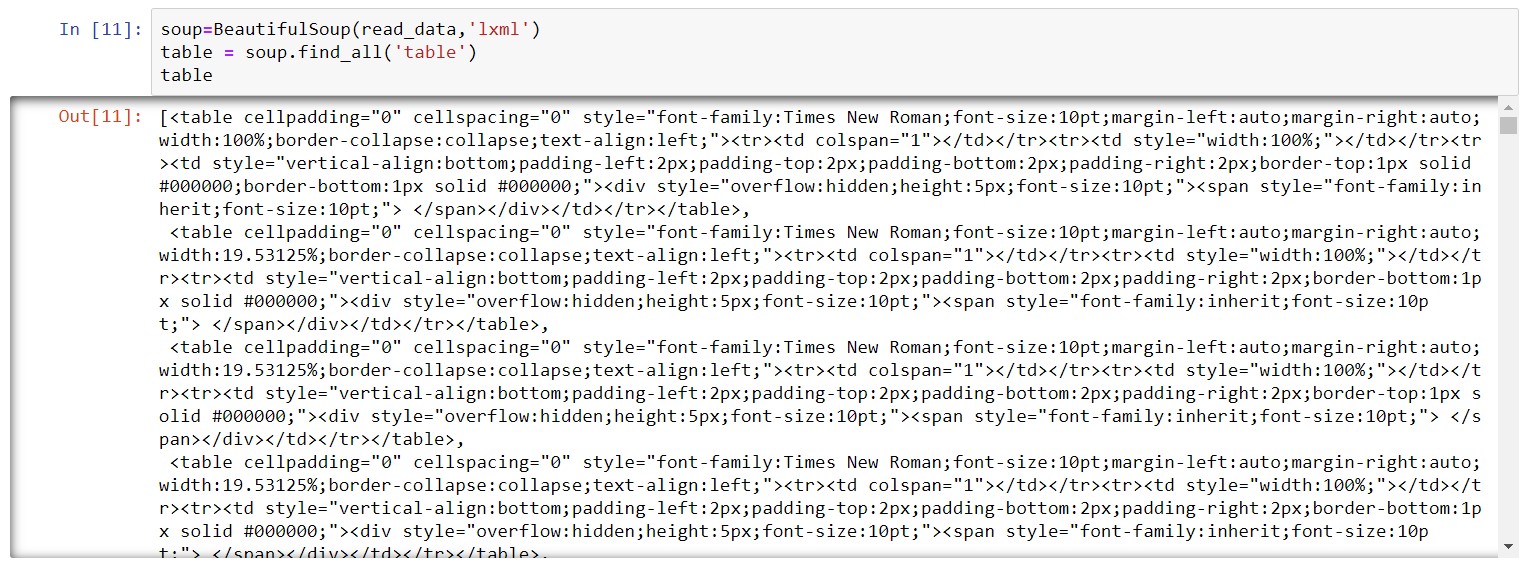 In [11]: soup=BeautifulSoup(read_data,'lxml')
table = soup.find_all('table')
table
Out[11]: [<table cellpadding="0" cellspacing="0" style="font-family:Times New Roman;font-size:10pt;margin-left:auto;margin-right:auto;
width:100%;border-collapse:collapse;text-align:left;"><tr><td colspan="1"></td></tr><tr><td style="width:100%;"></td></tr><tr
><td style="vertical-align:bottom;padding-left:2px;padding-top:2px;padding-bottom:2px;padding-right:2px;border-top:1px solid
#000000;border-bottom:1px solid #000000;"><div style="overflow:hidden;height:5px;font-size:10pt;"><span style="font-family:in
herit;font-size:10pt;"> </span></div></td></tr></table>,
<table cellpadding="0" cellspacing="0" style="font-family:Times New Roman;font-size:10pt;margin-left:auto;margin-right:auto;
width:19.53125%;border-collapse:collapse;text-align:left;"><tr><td colspan="1"></td></tr><tr><td style="width:100%;"></td></t
r><tr><td style="vertical-align:bottom;padding-left:2px;padding-top:2px;padding-bottom:2px;padding-right:2px;border-bottom:1p
x solid #000000;"><div style="overflow:hidden;height:5px;font-size:10pt;"><span style="font-family:inherit;font-size:10p
t;"> </span></div></td></tr></table>,
<table cellpadding="0" cellspacing="0" style="font-family:Times New Roman;font-size:10pt;margin-left:auto;margin-right:auto;
width:19.53125%;border-collapse:collapse;text-align:left;"><tr><td colspan="1"></td></tr><tr><td style="width:100%;"></td></t
r><tr><td style="vertical-align:bottom;padding-left:2px;padding-top:2px;padding-bottom:2px;padding-right:2px;border-top:1px s
olid #000000;"><div style="overflow:hidden;height:5px;font-size:10pt;"><span style="font-family:inherit;font-size:10pt;"> </s
pan></div></td></tr></table>,
<table cellpadding="0" cellspacing="0" style="font-family:Times New Roman;font-size:10pt;margin-left:auto;margin-right:auto;
width:19.53125%;border-collapse:collapse;text-align:left;"><tr><td colspan="1"></td></tr><tr><td style="width:100%;"></td></t
r><tr><td style="vertical-align:bottom;padding-left:2px;padding-top:2px;padding-bottom:2px;padding-right:2px;border-bottom:1p
x solid #000000;"><div style="overflow:hidden;height:5px;font-size:10pt;"><span style="font-family:inherit;font-size:10p
t;"> </span></div></td></tr></table>,